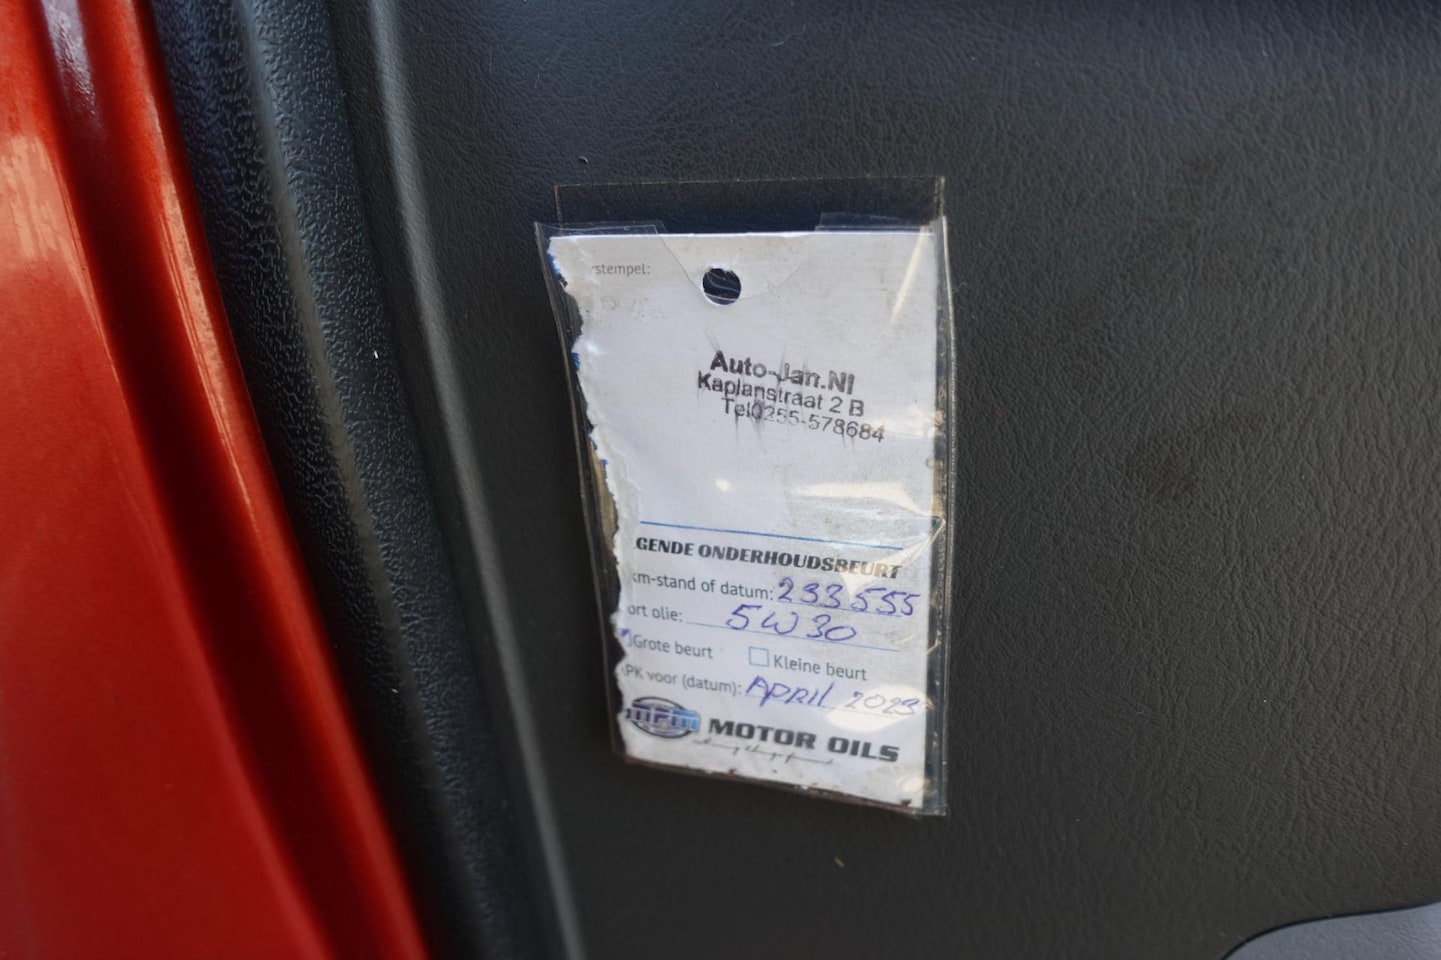 stempel:
Auto-Jan.Nl
Kaplanstraat 2 B
Tel0255-578684
GENDE ONDERHOUDSBEURT
km-stand of datum: 233555
ort olie: 5W30
Grote beurt Kleine beurt
PK voor (datum): APRIL 2023
MPM MOTOR OILS